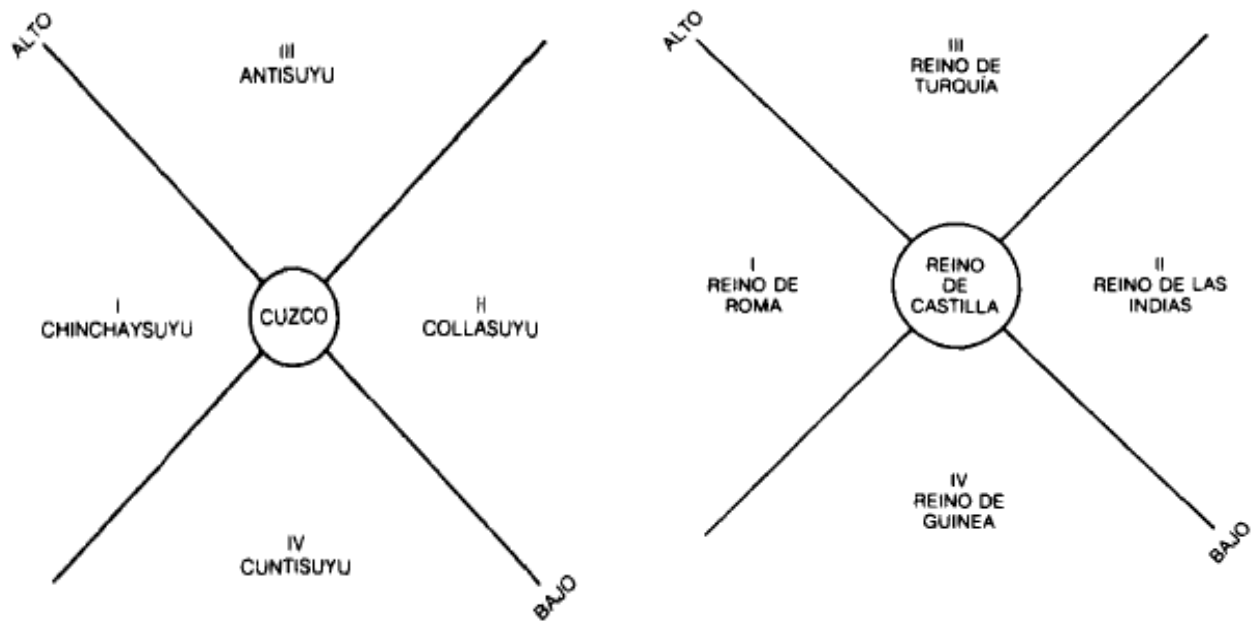 ALTO
III
ANTISUYU
I
CHINCHAYSUYU
CUZCO
II
COLLASUYU
IV
CUNTISUYU
BAJO
ALTO
III
REINO DE
TURQUÍA
I
REINO DE
ROMA
REINO
DE
CASTILLA
II
REINO DE LAS
INDIAS
IV
REINO DE
GUINEA
BAJO